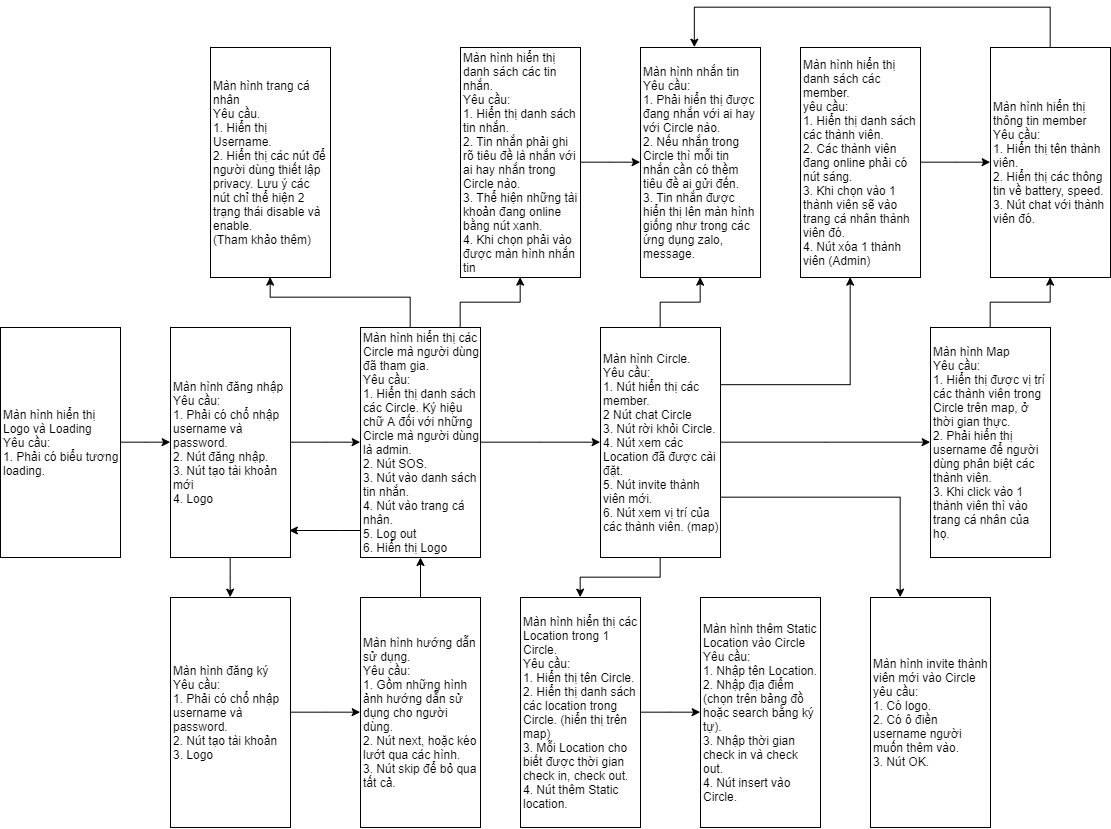 Màn hình trang cá
nhân
Yêu cầu.
1. Hiển thị
Username.
2. Hiển thị các nút để
người dùng thiết lập
privacy. Lưu ý các
nút chỉ thể hiện 2
trạng thái disable và
enable.
(Tham khảo thêm)
Màn hình hiển thị
danh sách các tin
nhắn.
Yêu cầu:
1. Hiển thị danh sách
tin nhắn.
2. Tin nhắn phải ghi
rõ tiêu đề là nhắn với
ai hay nhắn trong
Circle nào.
3. Thể hiện những tài
khoản đang online
bằng nút xanh.
4. Khi chọn phải vào
được màn hình nhắn
tin
Màn hình nhắn tin
Yêu cầu:
1. Phải hiển thị được
đang nhắn với ai hay
với Circle nào.
2. Nếu nhắn trong
Circle thì mỗi tin
nhắn cần có thềm
tiêu đề ai gửi đến.
3. Tin nhắn được
hiển thị lên màn hình
giống như trong các
ứng dụng zalo,
message.
Màn hình hiển thị
danh sách các
member.
yêu cầu:
1. Hiển thị danh sách
các thành viên.
2. Các thành viên
đang online phải có
nút sáng.
3. Khi chọn vào 1
thành viên sẽ vào
trang cá nhân thành
viên đó.
4. Nút xóa 1 thành
viên (Admin)
Màn hình hiển thị
thông tin member
Yêu cầu:
1. Hiển thị tên thành
viên.
2. Hiển thị các thông
tin về battery, speed.
3. Nút chat với thành
viên đó.
Màn hình hiển thị
Logo và Loading
Yêu cầu:
1. Phải có biểu tương
loading.
Màn hình đăng nhập
Yêu cầu:
1. Phải có chổ nhập
username và
password.
2. Nút đăng nhập.
3. Nút tạo tài khoản
mới
4. Logo
Màn hình hiển thị các
Circle mà người dùng
đã tham gia.
Yêu cầu:
1. Hiển thị danh sách
các Circle. Ký hiệu
chữ A đối với những
Circle mà người dùng
là admin.
2. Nút SOS.
3. Nút vào danh sách
tin nhắn.
4. Nút vào trang cá
nhân.
5. Log out
6. Hiển thị Logo
Màn hình Circle.
Yêu cầu:
1. Nút hiển thị các
member.
2 Nút chat Circle
3. Nút rời khỏi Circle.
4. Nút xem các
Location đã được cài
đặt.
5. Nút invite thành
viên mới.
6. Nút xem vị trí của
các thành viên. (map)
Màn hình Map
Yêu cầu:
1. Hiển thị được vị trí
các thành viên trong
Circle trên map, ở
thời gian thực.
2. Phải hiển thị
username để người
dùng phân biệt các
thành viên.
3. Khi click vào 1
thành viên thì vào
trang cá nhân của
họ.
Màn hình đăng ký
Yêu cầu:
1. Phải có chổ nhập
username và
password.
2. Nút tạo tài khoản
3. Logo
Màn hình hướng dẫn
sử dụng.
Yêu cầu:
1. Gồm những hình
ảnh hướng dẫn sử
dụng cho người
dùng.
2. Nút next, hoặc kéo
lướt qua các hình.
3. Nút skip để bỏ qua
tất cả.
Màn hình hiển thị các
Location trong 1
Circle.
Yêu cầu:
1. Hiển thị tên Circle.
2. Hiển thị danh sách
các location trong
Circle. (hiển thị trên
map)
3. Mỗi Location cho
biết được thời gian
check in, check out.
4. Nút thêm Static
location.
Màn hình thêm Static
Location vào Circle
Yêu cầu:
1. Nhập tên Location.
2. Nhập địa điểm
(chọn trên bảng đồ
hoặc search bằng ký
tự).
3. Nhập thời gian
check in và check
out.
4. Nút insert vào
Circle.
Màn hình invite thành
viên mới vào Circle
yêu cầu:
1. Có logo.
2. Có ô điền
username người
muốn thêm vào.
3. Nút OK.